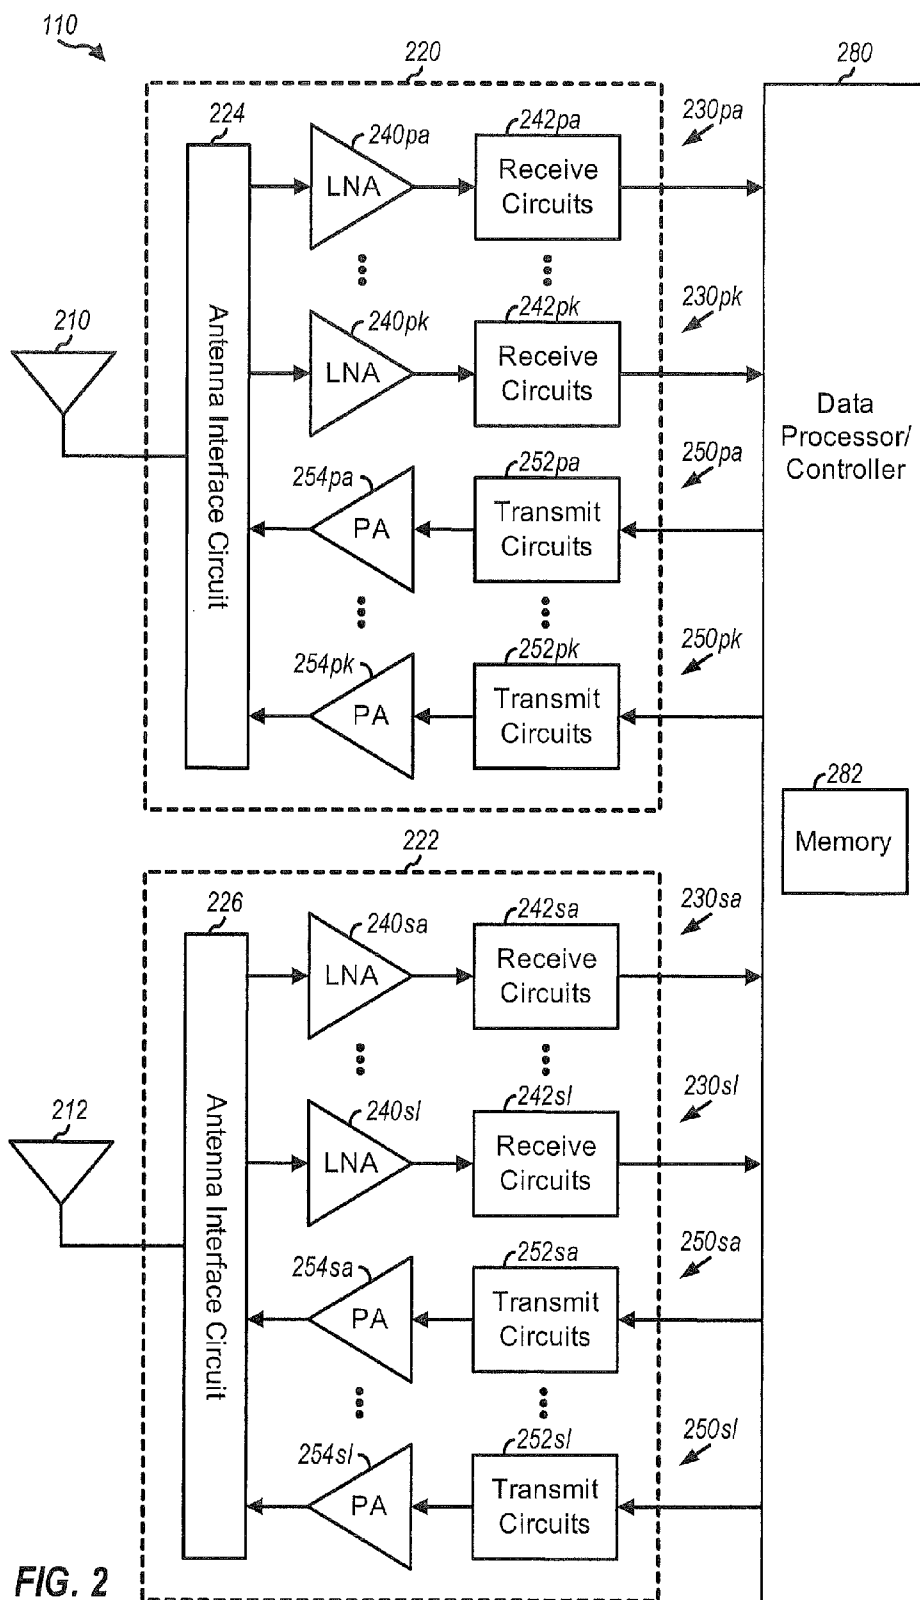 110
220
280
224
240pa
242pa
230pa
LNA
Receive
Circuits
240pk
242pk
230pk
210
LNA
Receive
Circuits
Antenna Interface Circuit
Data
Processor/
Controller
254pa
252pa
250pa
PA
Transmit
Circuits
254pk
252pk
250pk
PA
Transmit
Circuits
282
Memory
222
226
240sa
242sa
230sa
LNA
Receive
Circuits
240sl
242sl
230sl
212
LNA
Receive
Circuits
Antenna Interface Circuit
254sa
252sa
250sa
PA
Transmit
Circuits
254sl
252sl
250sl
PA
Transmit
Circuits
FIG. 2